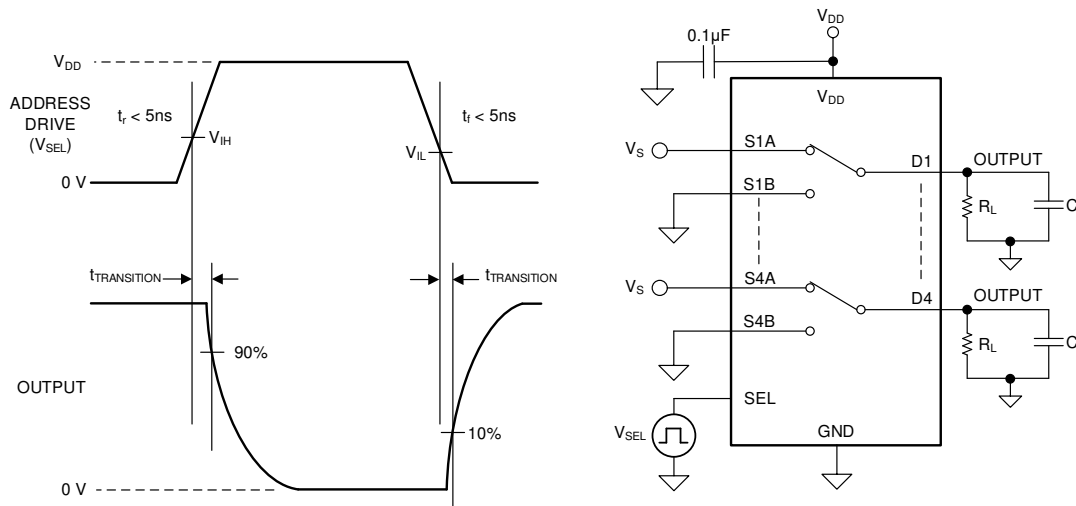 V_DD
ADDRESS
DRIVE
(V_SEL)
t_r < 5ns
V_IH
V_IL
t_f < 5ns
0 V
t_TRANSITION
t_TRANSITION
90%
OUTPUT
10%
0 V
V_DD
0.1µF
V_DD
V_S
S1A
D1
OUTPUT
S1B
R_L
C
V_S
S4A
D4
OUTPUT
S4B
R_L
C
SEL
V_SEL
GND